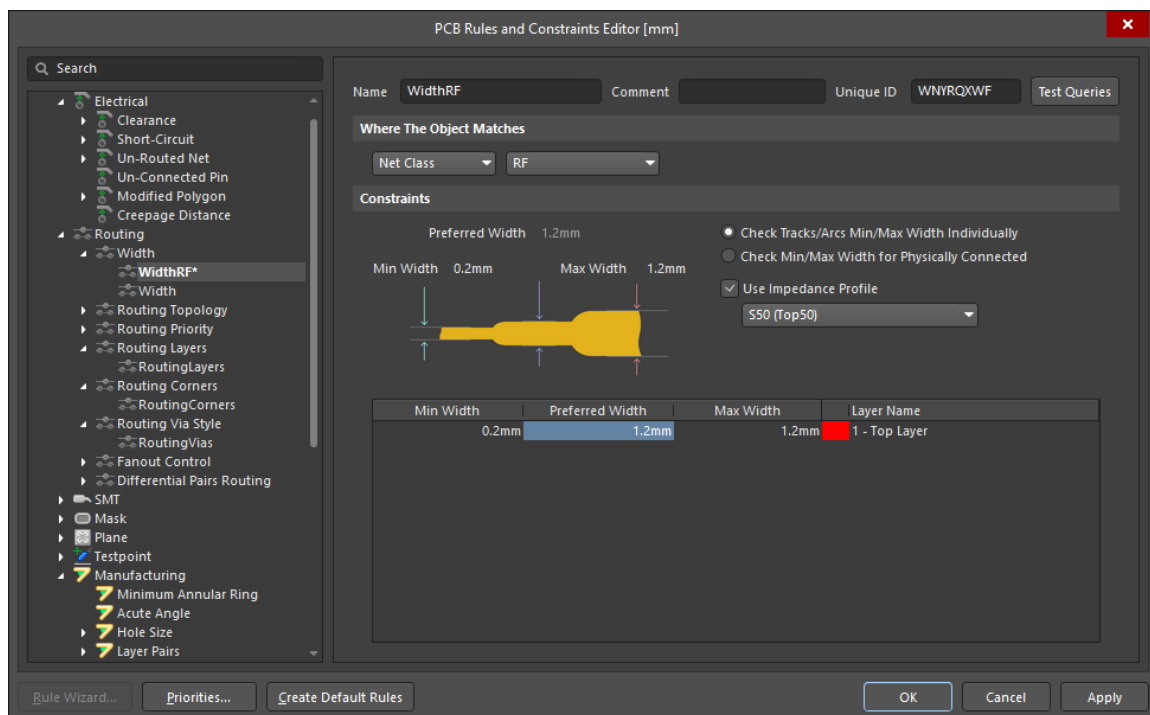 PCB Rules and Constraints Editor [mm]
Search
Electrical
Clearance
Short-Circuit
Un-Routed Net
Un-Connected Pin
Modified Polygon
Creepage Distance
Routing
Width
WidthRF*
Width
Routing Topology
Routing Priority
Routing Layers
RoutingLayers
Routing Corners
RoutingCorners
Routing Via Style
RoutingVias
Fanout Control
Differential Pairs Routing
SMT
Mask
Plane
Testpoint
Manufacturing
Minimum Annular Ring
Acute Angle
Hole Size
Layer Pairs
Name WidthRF Comment Unique ID WNYRQXWF Test Queries
Where The Object Matches
Net Class RF
Constraints
Preferred Width 1.2mm
Min Width 0.2mm Max Width 1.2mm
Check Tracks/Arcs Min/Max Width Individually
Check Min/Max Width for Physically Connected
Use Impedance Profile
S50 (Top50)
Min Width Preferred Width Max Width Layer Name
0.2mm 1.2mm 1.2mm 1 - Top Layer
Rule Wizard... Priorities... Create Default Rules OK Cancel Apply